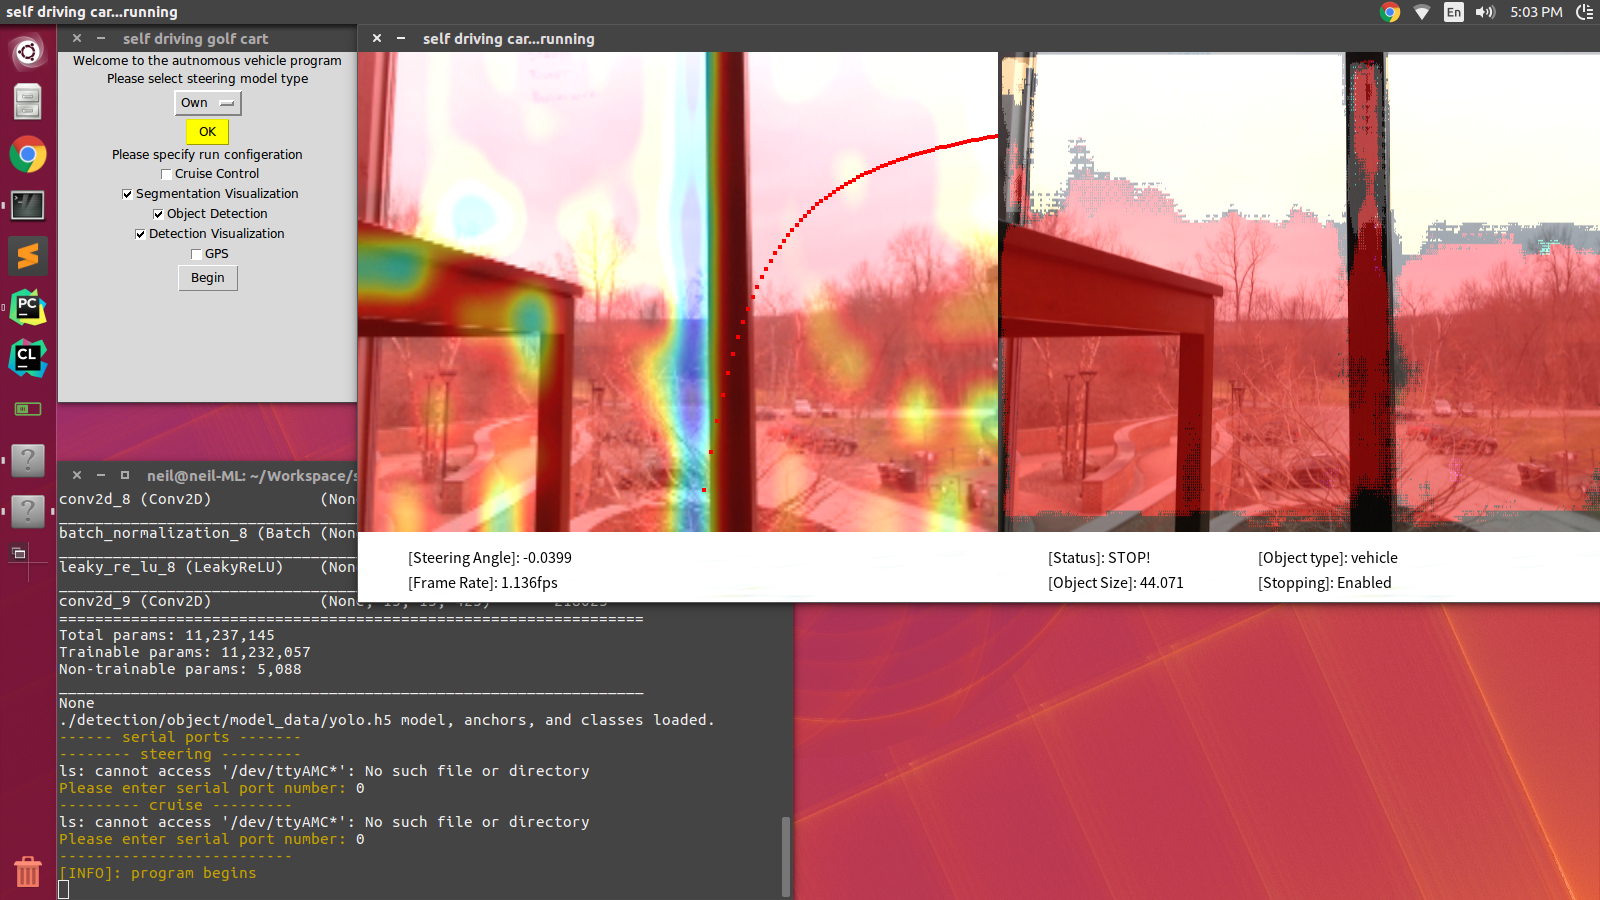 self driving car...running
En
5:03 PM
self driving golf cart
Welcome to the autnomous vehicle program
Please select steering model type
Own
OK
Please specify run configeration
Cruise Control
Segmentation Visualization
Object Detection
Detection Visualization
GPS
Begin
self driving car...running
[Steering Angle]: -0.0399
[Frame Rate]: 1.136fps
[Status]: STOP!
[Object Size]: 44.071
[Object type]: vehicle
[Stopping]: Enabled
PC
CL
neil@neil-ML: ~/Workspace/s
conv2d_8 (Conv2D) (Non
batch_normalization_8 (Batch (Non
leaky_re_lu_8 (LeakyReLU) (Non
conv2d_9 (Conv2D) (None,
Total params: 11,237,145
Trainable params: 11,232,057
Non-trainable params: 5,088
None
./detection/object/model_data/yolo.h5 model, anchors, and classes loaded.
------ serial ports -------
-------- steering ---------
ls: cannot access '/dev/ttyAMC*': No such file or directory
Please enter serial port number: 0
--------- cruise ---------
ls: cannot access '/dev/ttyAMC*': No such file or directory
Please enter serial port number: 0
--------------------------
[INFO]: program begins